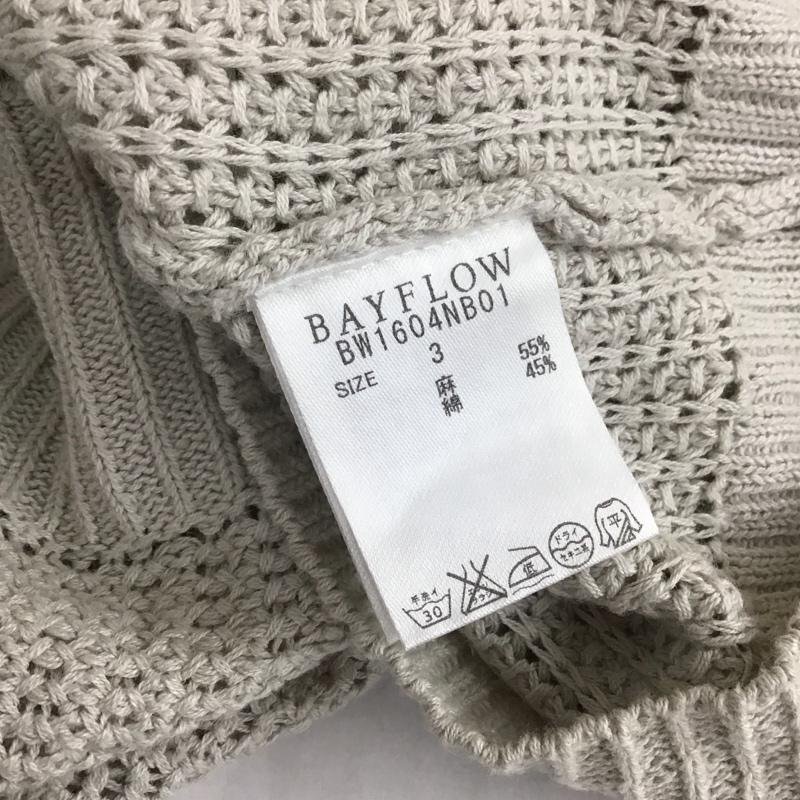 BAYFLOW
BW1604NB01
SIZE 3
麻 55%
綿 45%
手洗イ 30
低
ドライ セキユ系
平